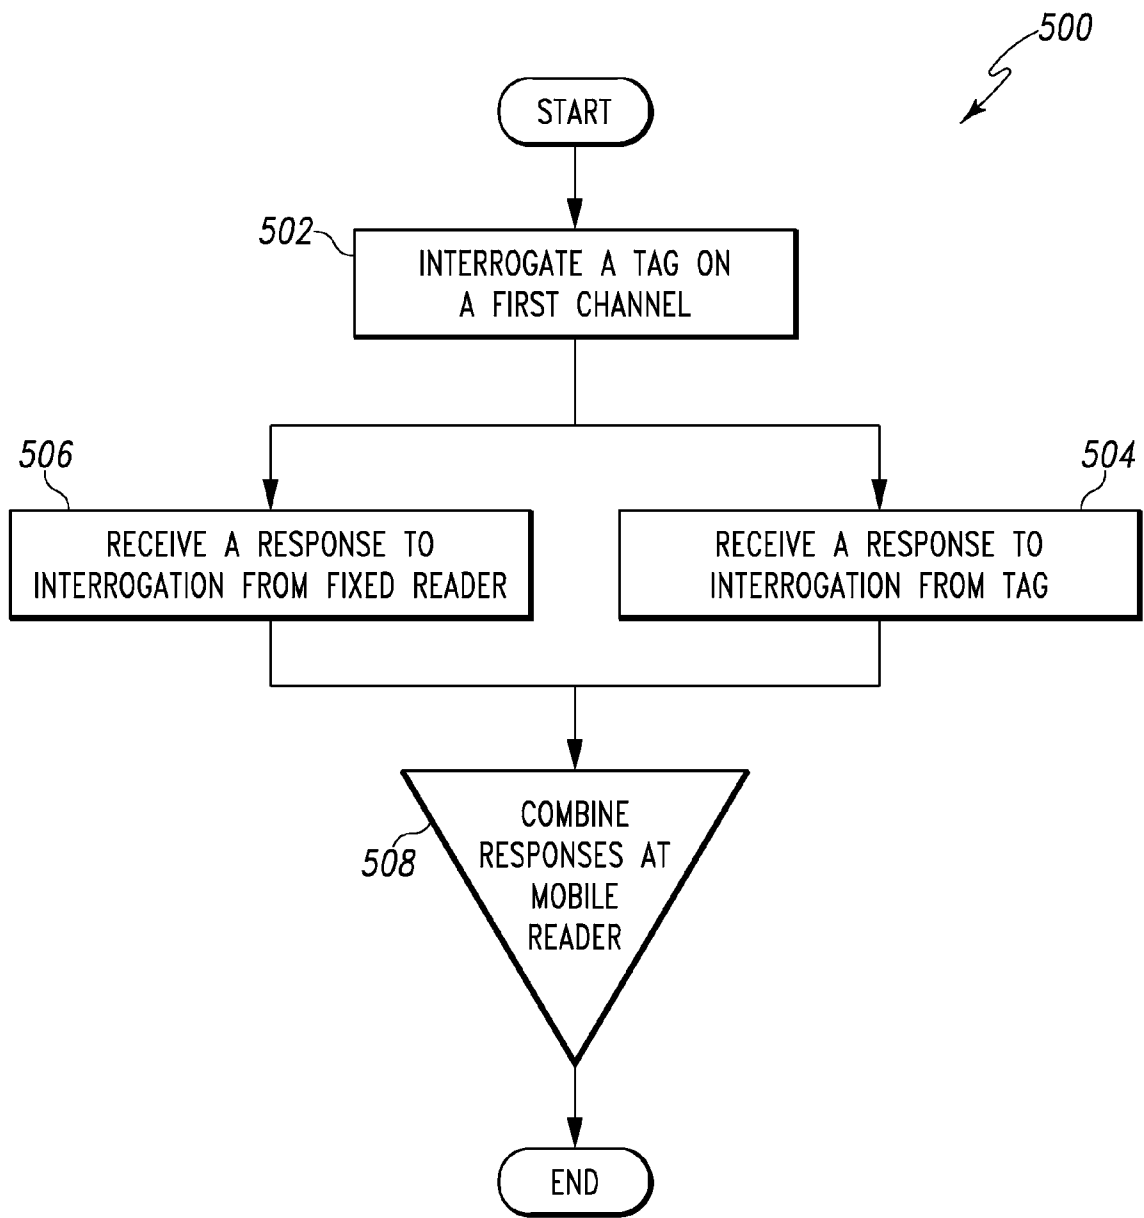 500
START
502
INTERROGATE A TAG ON
A FIRST CHANNEL
506
504
RECEIVE A RESPONSE TO
INTERROGATION FROM FIXED READER
RECEIVE A RESPONSE TO
INTERROGATION FROM TAG
508
COMBINE
RESPONSES AT
MOBILE
READER
END